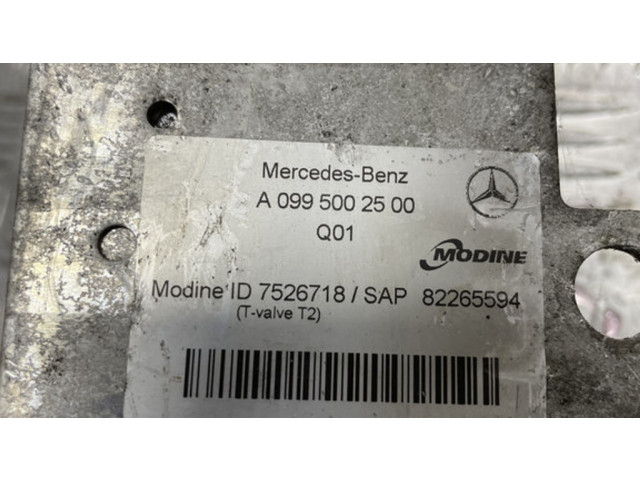 Mercedes-Benz
A 099 500 25 00
Q01
MODINE
Modine ID 7526718 / SAP 82265594
(T-valve T2)